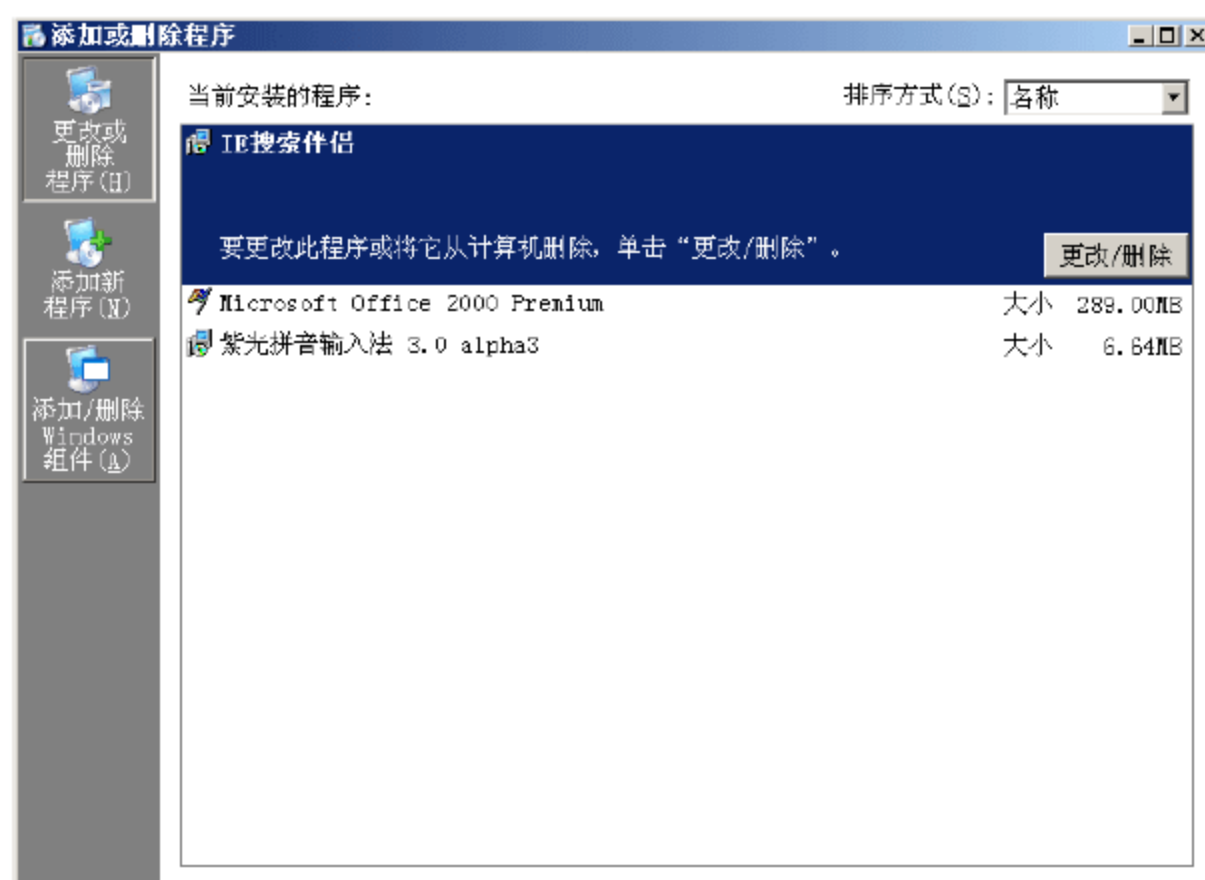 添加或删除程序
更改或
删除
程序(H)
添加新
程序(N)
添加/删除
Windows
组件(A)
当前安装的程序:
排序方式(S): 名称
IE搜索伴侣
要更改此程序或将它从计算机删除，单击“更改/删除”。
更改/删除
Microsoft Office 2000 Premium 大小 289.00MB
紫光拼音输入法 3.0 alpha3 大小 6.64MB